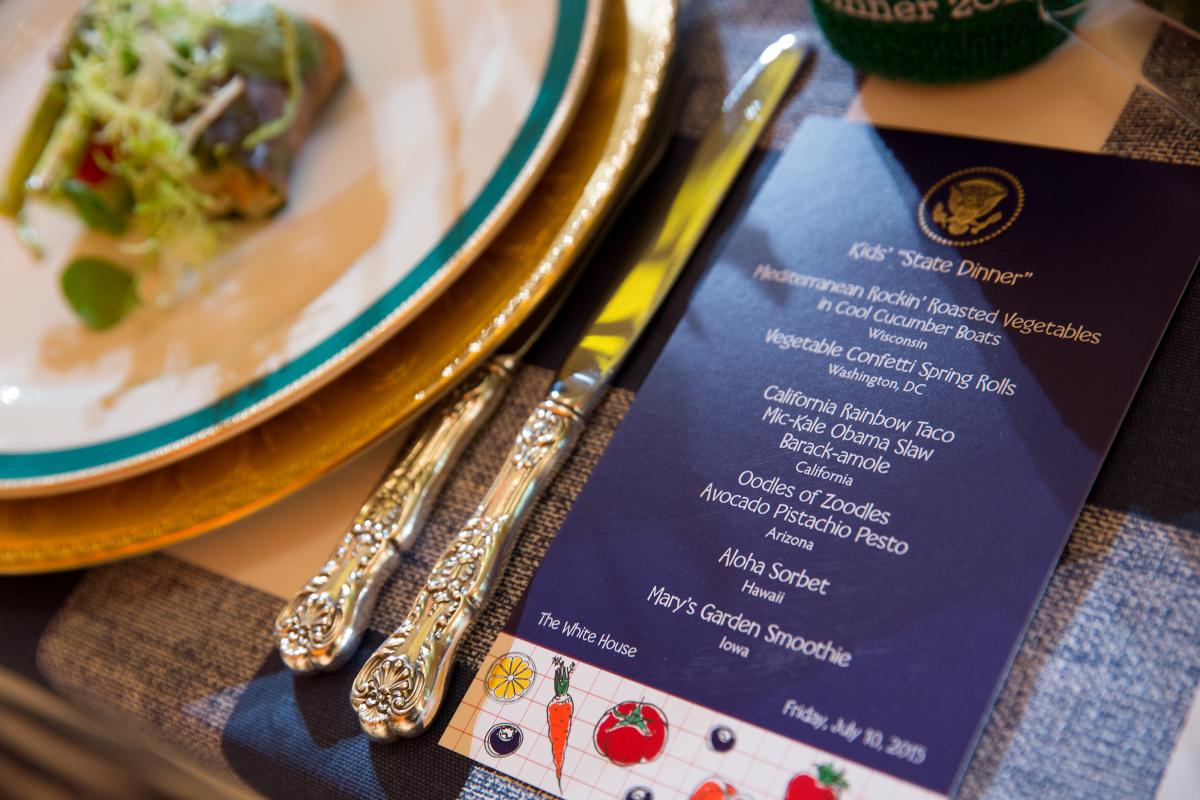 Dinner 201
Kids' "State Dinner"
Mediterranean Rockin' Roasted Vegetables
in Cool Cucumber Boats
Wisconsin
Vegetable Confetti Spring Rolls
Washington, DC
California Rainbow Taco
Mic-Kale Obama Slaw
Barack-amole
California
Oodles of Zoodles
Avocado Pistachio Pesto
Arizona
Aloha Sorbet
Hawaii
Mary's Garden Smoothie
Iowa
The White House
Friday, July 10, 2015